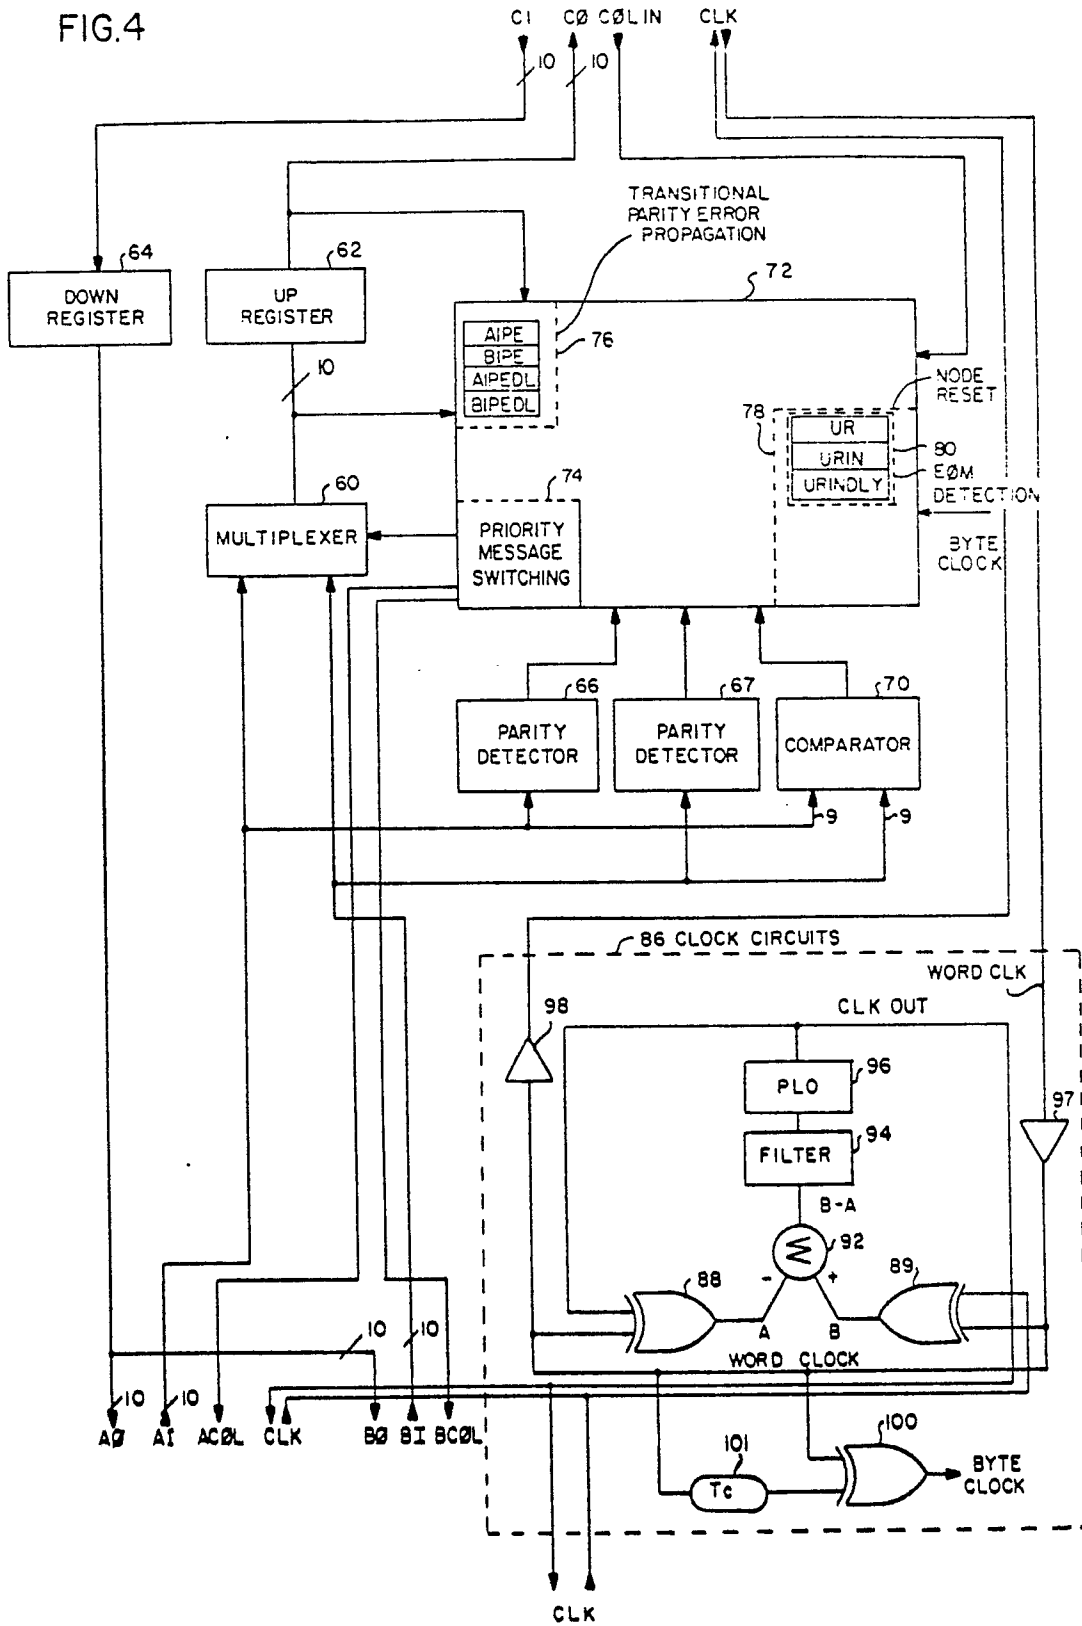 FIG.4
CI CØ CØLIN CLK
10 10
TRANSITIONAL
PARITY ERROR
PROPAGATION
64
62
72
DOWN
REGISTER
UP
REGISTER
AIPE
BIPE
AIPEDL
BIPEDL
76
10
NODE
RESET
78
UR
URIN
URINDLY
80
EØM
DETECTION
BYTE
CLOCK
60
MULTIPLEXER
74
PRIORITY
MESSAGE
SWITCHING
66
PARITY
DETECTOR
67
PARITY
DETECTOR
70
COMPARATOR
9 9
86 CLOCK CIRCUITS
WORD CLK
CLK OUT
98
PLO
96
97
FILTER
94
B-A
Σ
92
- +
88
89
A B
WORD CLOCK
10 10
10 10
AØ AI ACØL CLK BØ BI BCØL
100
101
Tc
BYTE
CLOCK
CLK